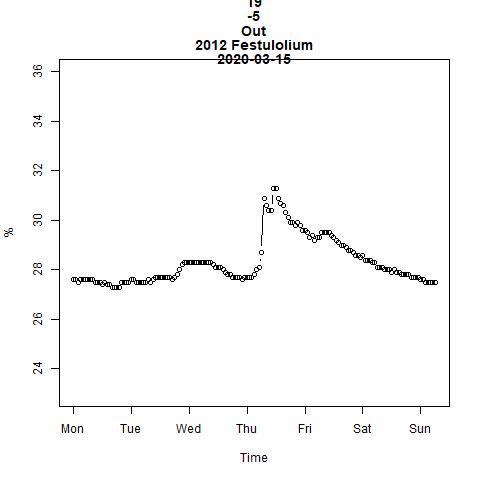 19
-5
Out
2012 Festulolium
2020-03-15
36
34
32
30
28
26
24
%
Mon Tue Wed Thu Fri Sat Sun
Time